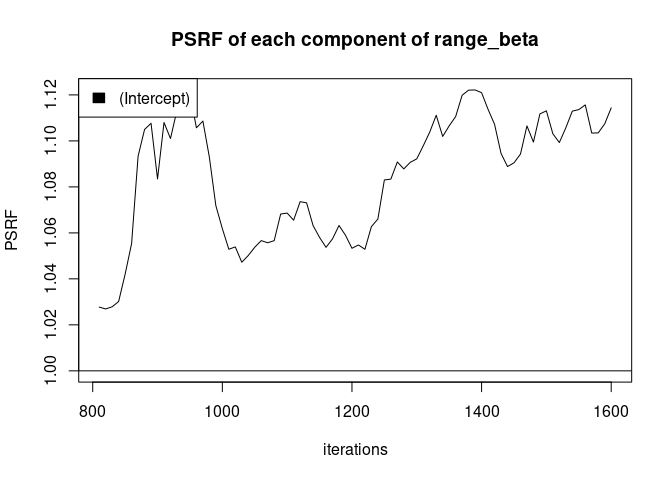 PSRF of each component of range_beta
(Intercept)
PSRF
1.12
1.10
1.08
1.06
1.04
1.02
1.00
800 1000 1200 1400 1600
iterations